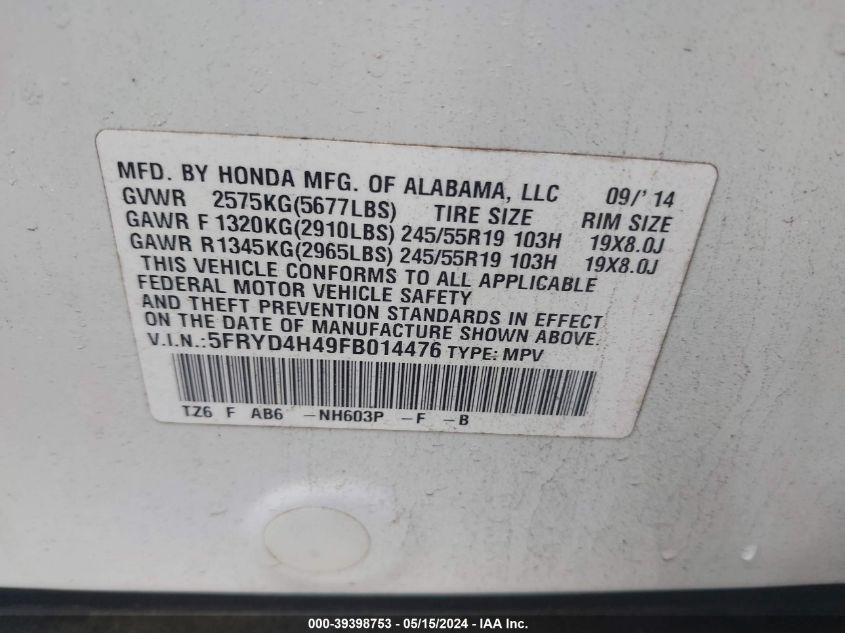 MFD. BY HONDA MFG. OF ALABAMA, LLC 09/' 14
GVWR 2575KG(5677LBS) TIRE SIZE RIM SIZE
GAWR F 1320KG(2910LBS) 245/55R19 103H 19X8.0J
GAWR R1345KG(2965LBS) 245/55R19 103H 19X8.0J
THIS VEHICLE CONFORMS TO ALL APPLICABLE
FEDERAL MOTOR VEHICLE SAFETY
AND THEFT PREVENTION STANDARDS IN EFFECT
ON THE DATE OF MANUFACTURE SHOWN ABOVE.
V.I.N.:5FRYD4H49FB014476 TYPE: MPV
TZ6 F AB6 -NH603P -F -B
000-39398753 - 05/15/2024 - IAA Inc.